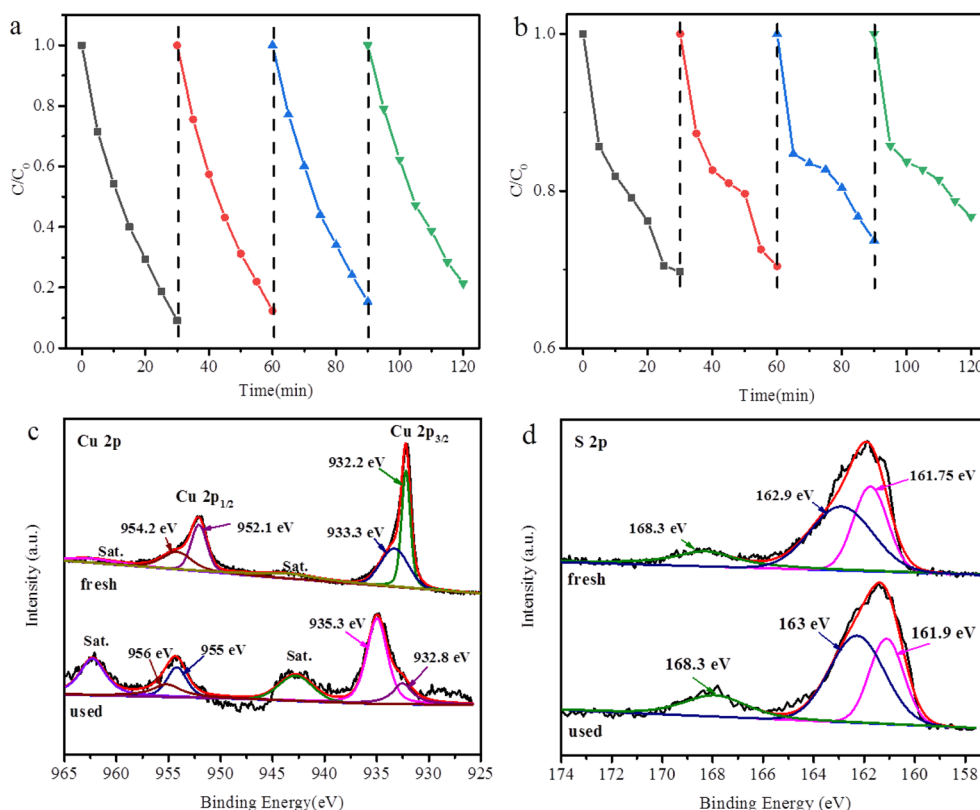 a
1.0
0.8
0.6
0.4
0.2
0.0
C/C₀
0 20 40 60 80 100 120
Time(min)
b
1.0
0.8
0.6
C/C₀
0 20 40 60 80 100 120
Time(min)
c
Cu 2p
Cu 2p₃/₂
932.2 eV
Cu 2p₁/₂
954.2 eV
952.1 eV
933.3 eV
Sat.
Sat.
fresh
935.3 eV
Sat.
956 eV
955 eV
Sat.
932.8 eV
used
Intensity (a.u.)
965 960 955 950 945 940 935 930 925
Binding Energy(eV)
d
S 2p
161.75 eV
162.9 eV
168.3 eV
fresh
163 eV
161.9 eV
168.3 eV
used
Intensity (a.u.)
174 172 170 168 166 164 162 160 158
Binding Energy(eV)